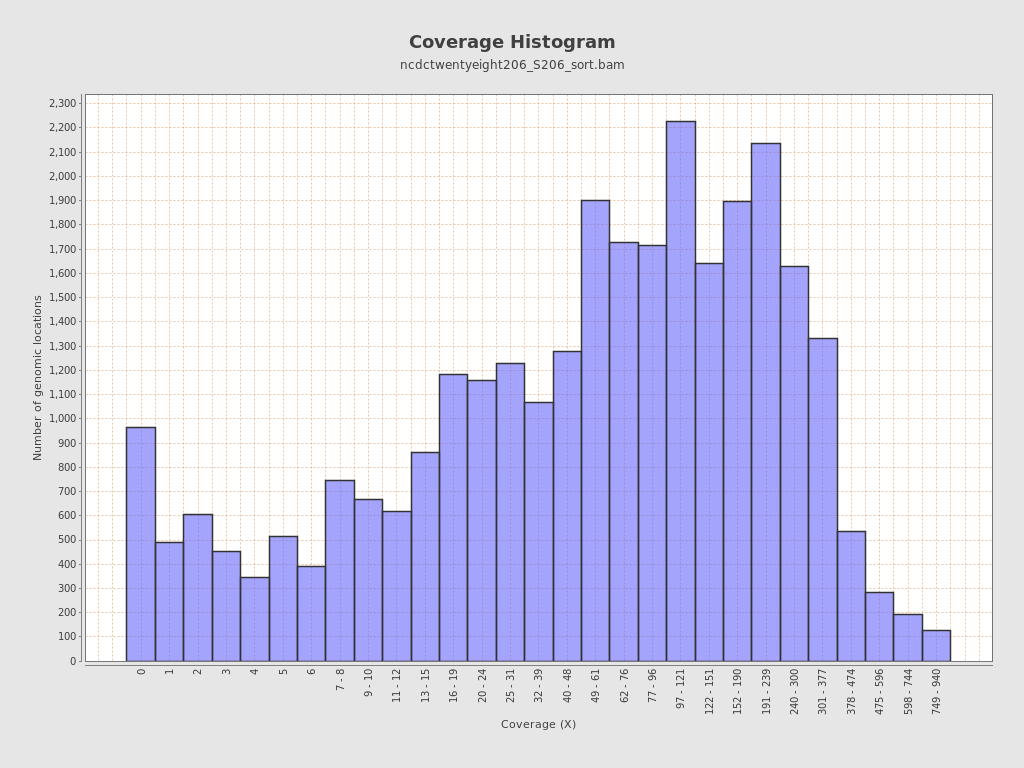 Coverage Histogram
ncdctwentyeight206_S206_sort.bam
Number of genomic locations
2,300
2,200
2,100
2,000
1,900
1,800
1,700
1,600
1,500
1,400
1,300
1,200
1,100
1,000
900
800
700
600
500
400
300
200
100
0
0
1
2
3
4
5
6
7 - 8
9 - 10
11 - 12
13 - 15
16 - 19
20 - 24
25 - 31
32 - 39
40 - 48
49 - 61
62 - 76
77 - 96
97 - 121
122 - 151
152 - 190
191 - 239
240 - 300
301 - 377
378 - 474
475 - 596
598 - 744
749 - 940
Coverage (X)